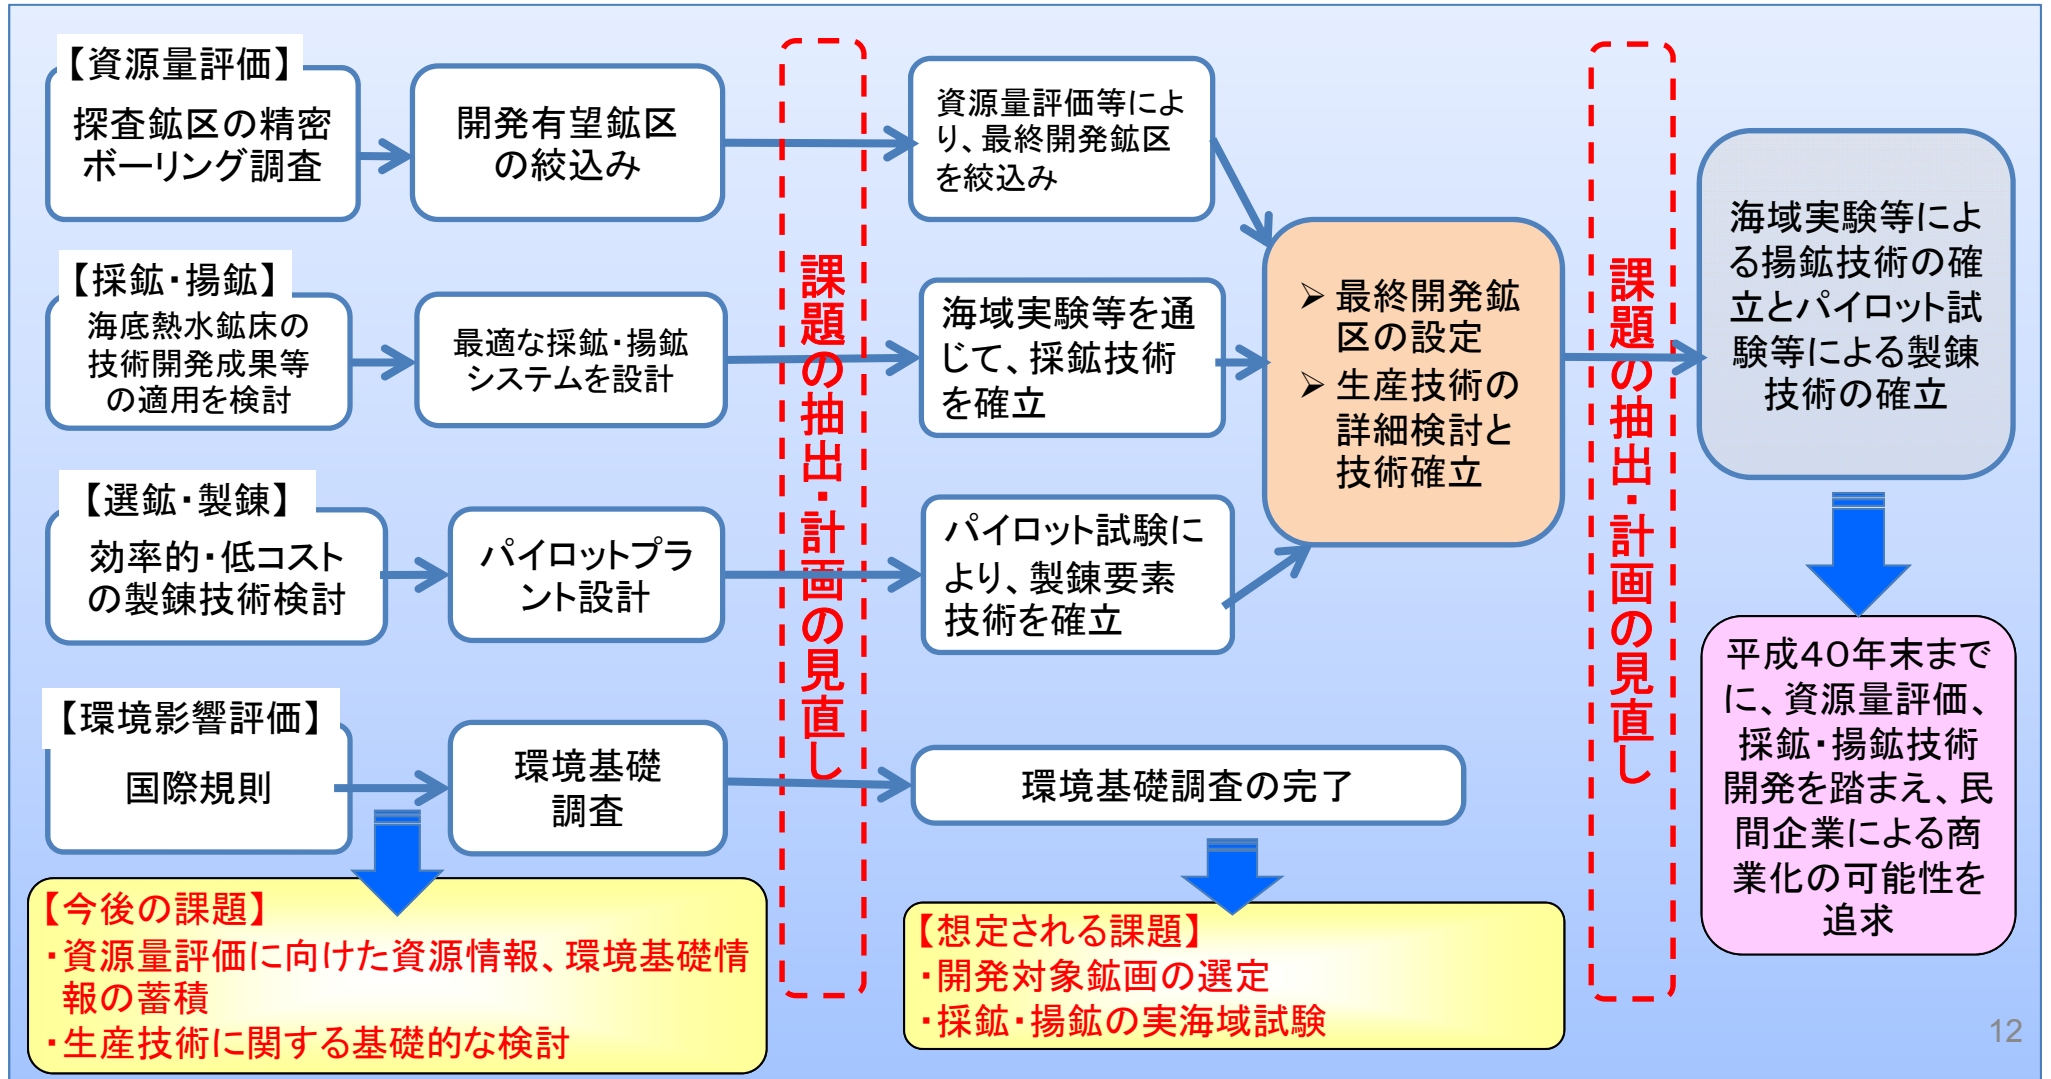 【資源量評価】
探査鉱区の精密
ボーリング調査
開発有望鉱区
の絞込み
資源量評価等によ
り、最終開発鉱区
を絞込み
【採鉱・揚鉱】
海底熱水鉱床の
技術開発成果等
の適用を検討
最適な採鉱・揚鉱
システムを設計
海域実験等を通
じて、採鉱技術
を確立
【選鉱・製錬】
効率的・低コスト
の製錬技術検討
パイロットプラ
ント設計
パイロット試験に
より、製錬要素
技術を確立
【環境影響評価】
国際規則
環境基礎
調査
環境基礎調査の完了
課題の抽出・計画の見直し
➢ 最終開発鉱
区の設定
➢ 生産技術の
詳細検討と
技術確立
課題の抽出・計画の見直し
海域実験等によ
る揚鉱技術の確
立とパイロット試
験等による製錬
技術の確立
平成40年末まで
に、資源量評価、
採鉱・揚鉱技術
開発を踏まえ、民
間企業による商
業化の可能性を
追求
【今後の課題】
・資源量評価に向けた資源情報、環境基礎情
報の蓄積
・生産技術に関する基礎的な検討
【想定される課題】
・開発対象鉱画の選定
・採鉱・揚鉱の実海域試験
12